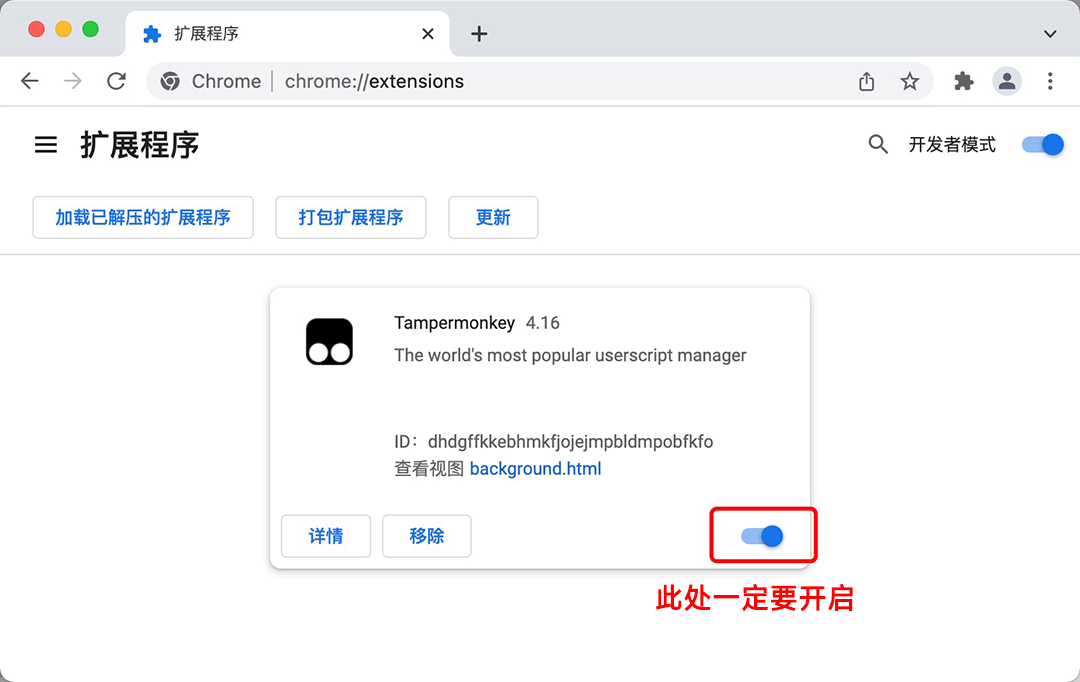 扩展程序
Chrome chrome://extensions
扩展程序
开发者模式
加载已解压的扩展程序 打包扩展程序 更新
Tampermonkey 4.16
The world's most popular userscript manager
ID：dhdgffkkebhmkfjojejmpbldmpobfkfo
查看视图 background.html
详情 移除
此处一定要开启